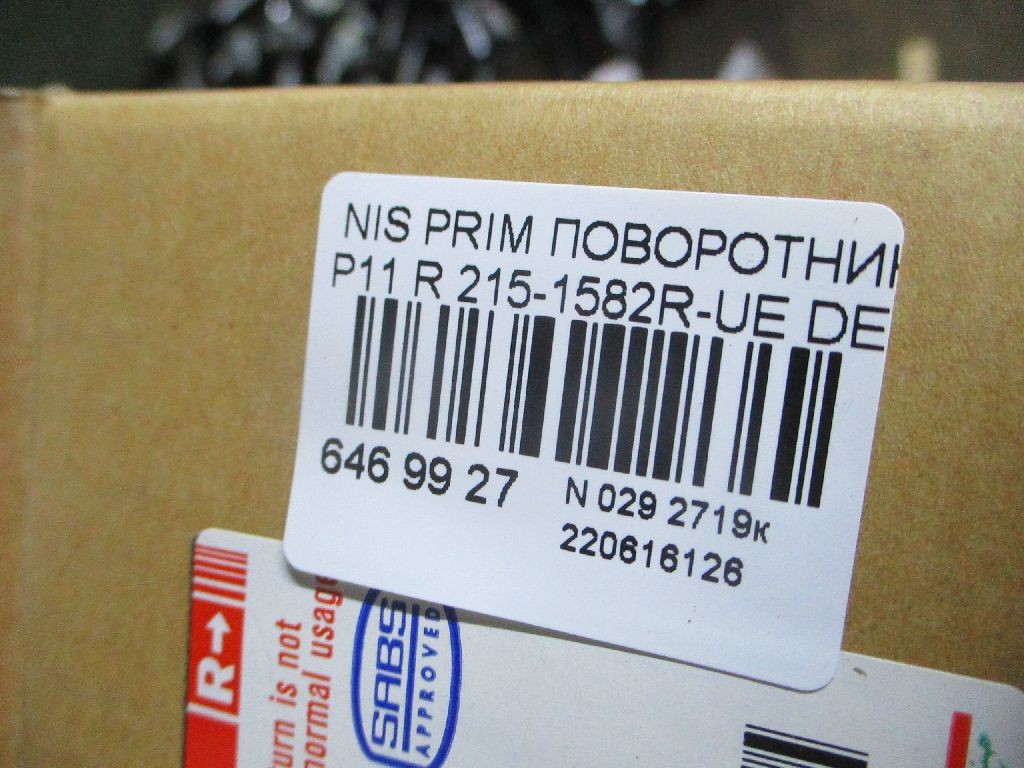 NIS PRIM ПОВОРОТНИК
P11 R 215-1582R-UE DE
646 99 27
N 029 2719к
220616126
R→
urn is not
normal usage
SABS
APPROVED